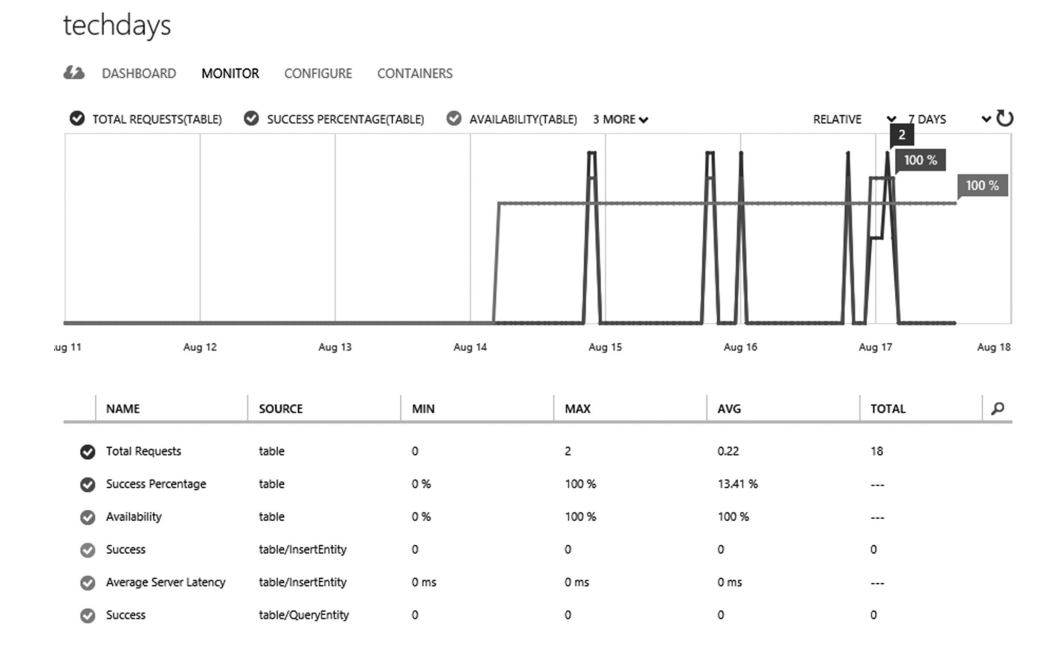 techdays
DASHBOARD MONITOR CONFIGURE CONTAINERS
TOTAL REQUESTS(TABLE) SUCCESS PERCENTAGE(TABLE) AVAILABILITY(TABLE) 3 MORE RELATIVE 7 DAYS
2
100 %
100 %
ug 11 Aug 12 Aug 13 Aug 14 Aug 15 Aug 16 Aug 17 Aug 18
NAME SOURCE MIN MAX AVG TOTAL
Total Requests table 0 2 0.22 18
Success Percentage table 0 % 100 % 13.41 % ---
Availability table 0 % 100 % 100 % ---
Success table/InsertEntity 0 0 0 0
Average Server Latency table/InsertEntity 0 ms 0 ms 0 ms ---
Success table/QueryEntity 0 0 0 0